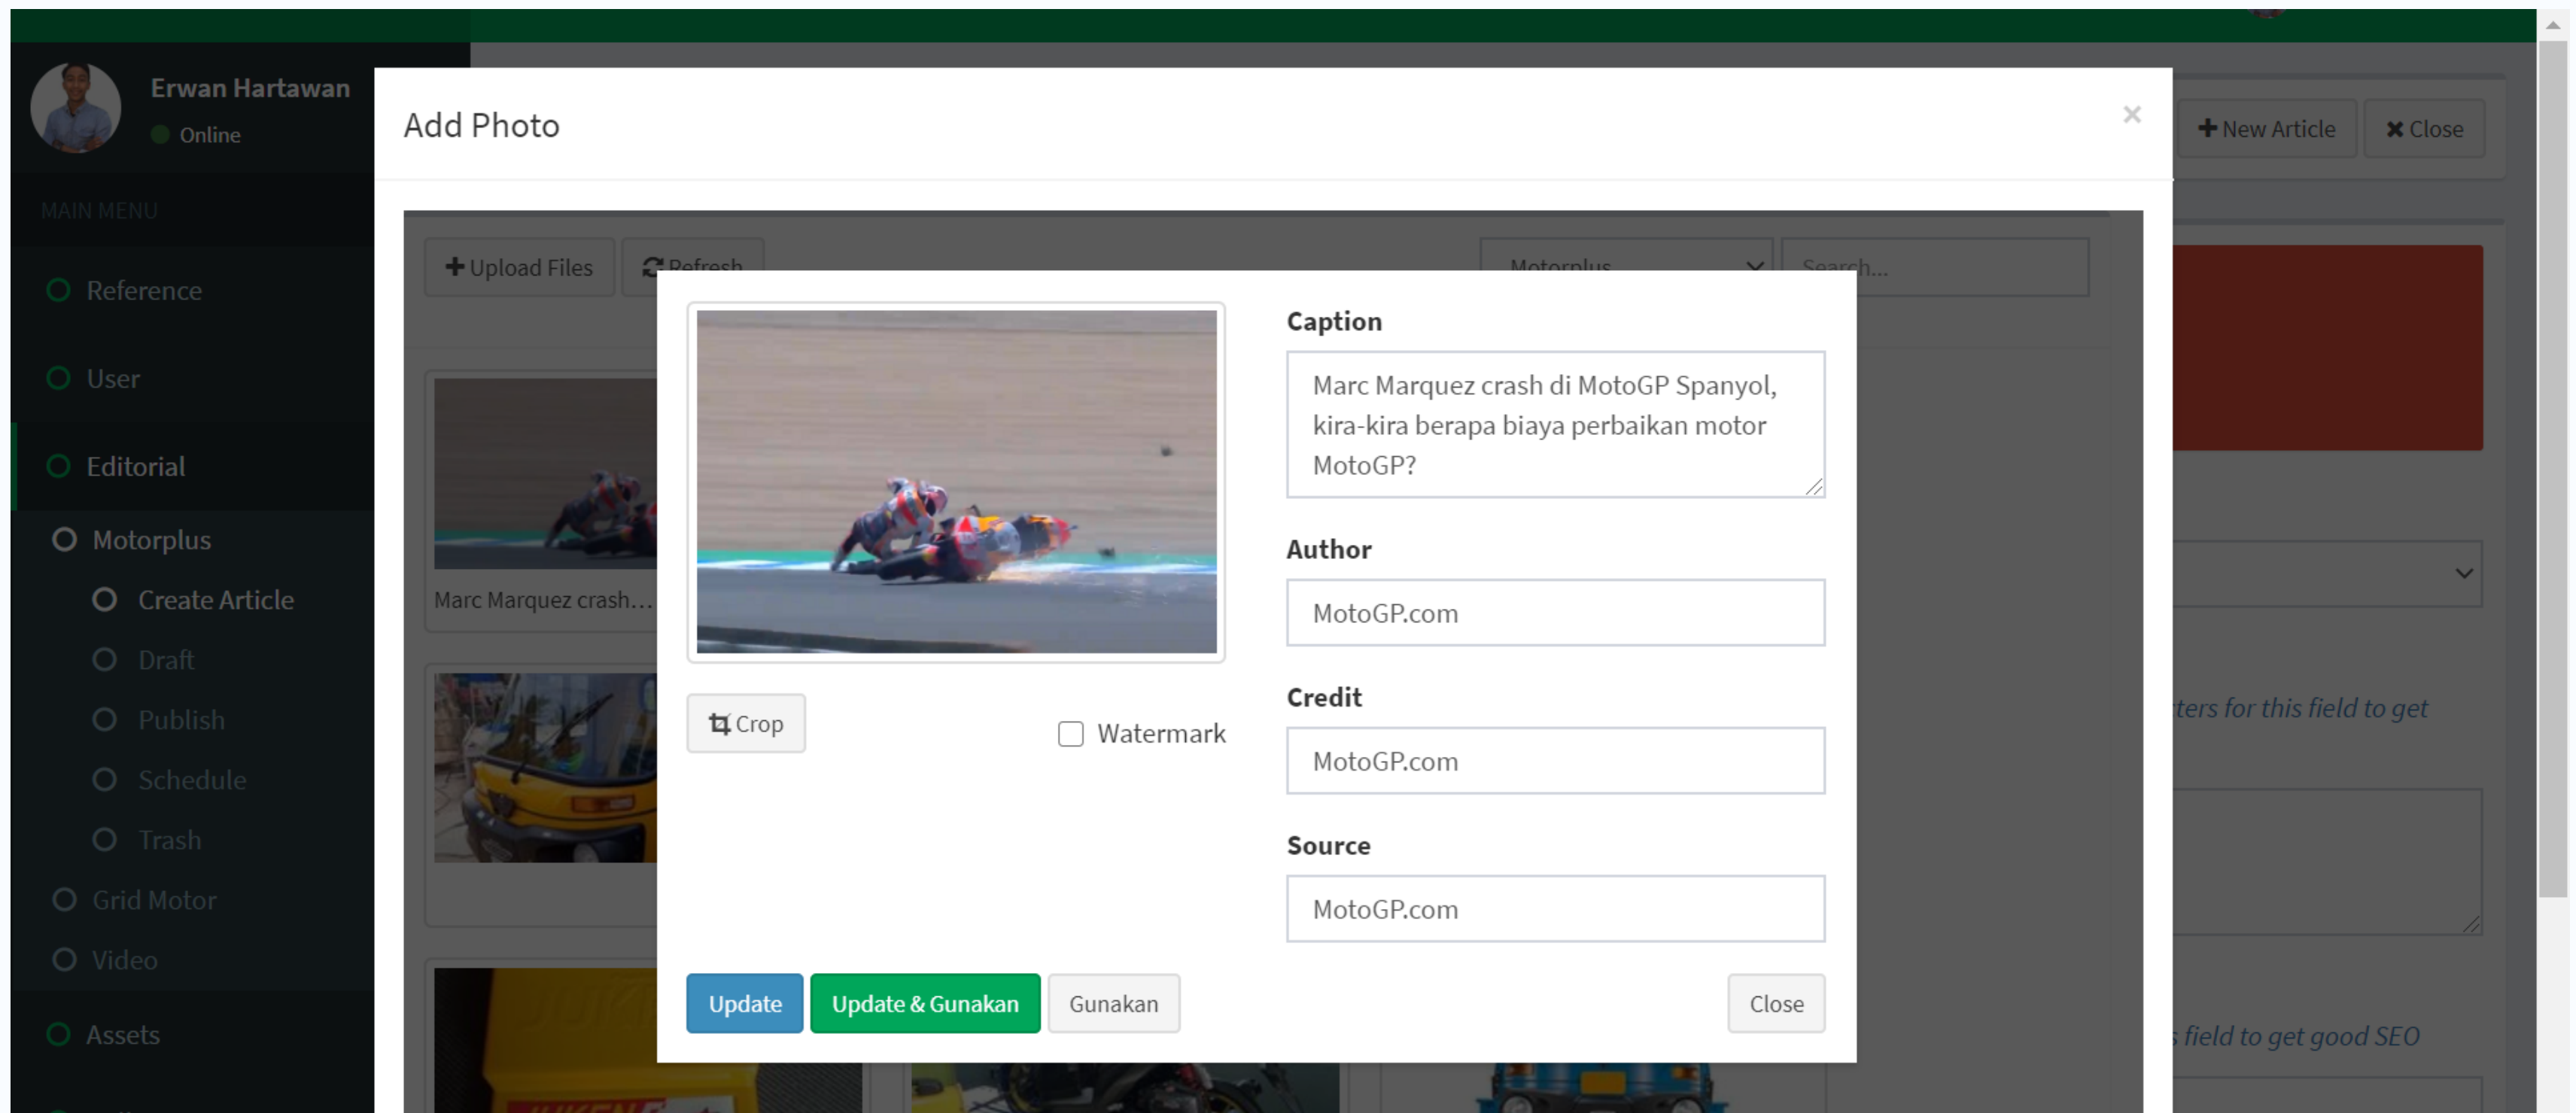 Erwan Hartawan
Online
Add Photo
×
New Article
Close
MAIN MENU
Upload Files
Refresh
Motorplus
Search...
Reference
User
Editorial
Motorplus
Create Article
Draft
Publish
Schedule
Trash
Grid Motor
Video
Assets
Marc Marquez crash...
Crop
Watermark
Caption
Marc Marquez crash di MotoGP Spanyol,
kira-kira berapa biaya perbaikan motor
MotoGP?
Author
MotoGP.com
Credit
MotoGP.com
Source
MotoGP.com
Update
Update & Gunakan
Gunakan
Close
for this field to get
field to get good SEO